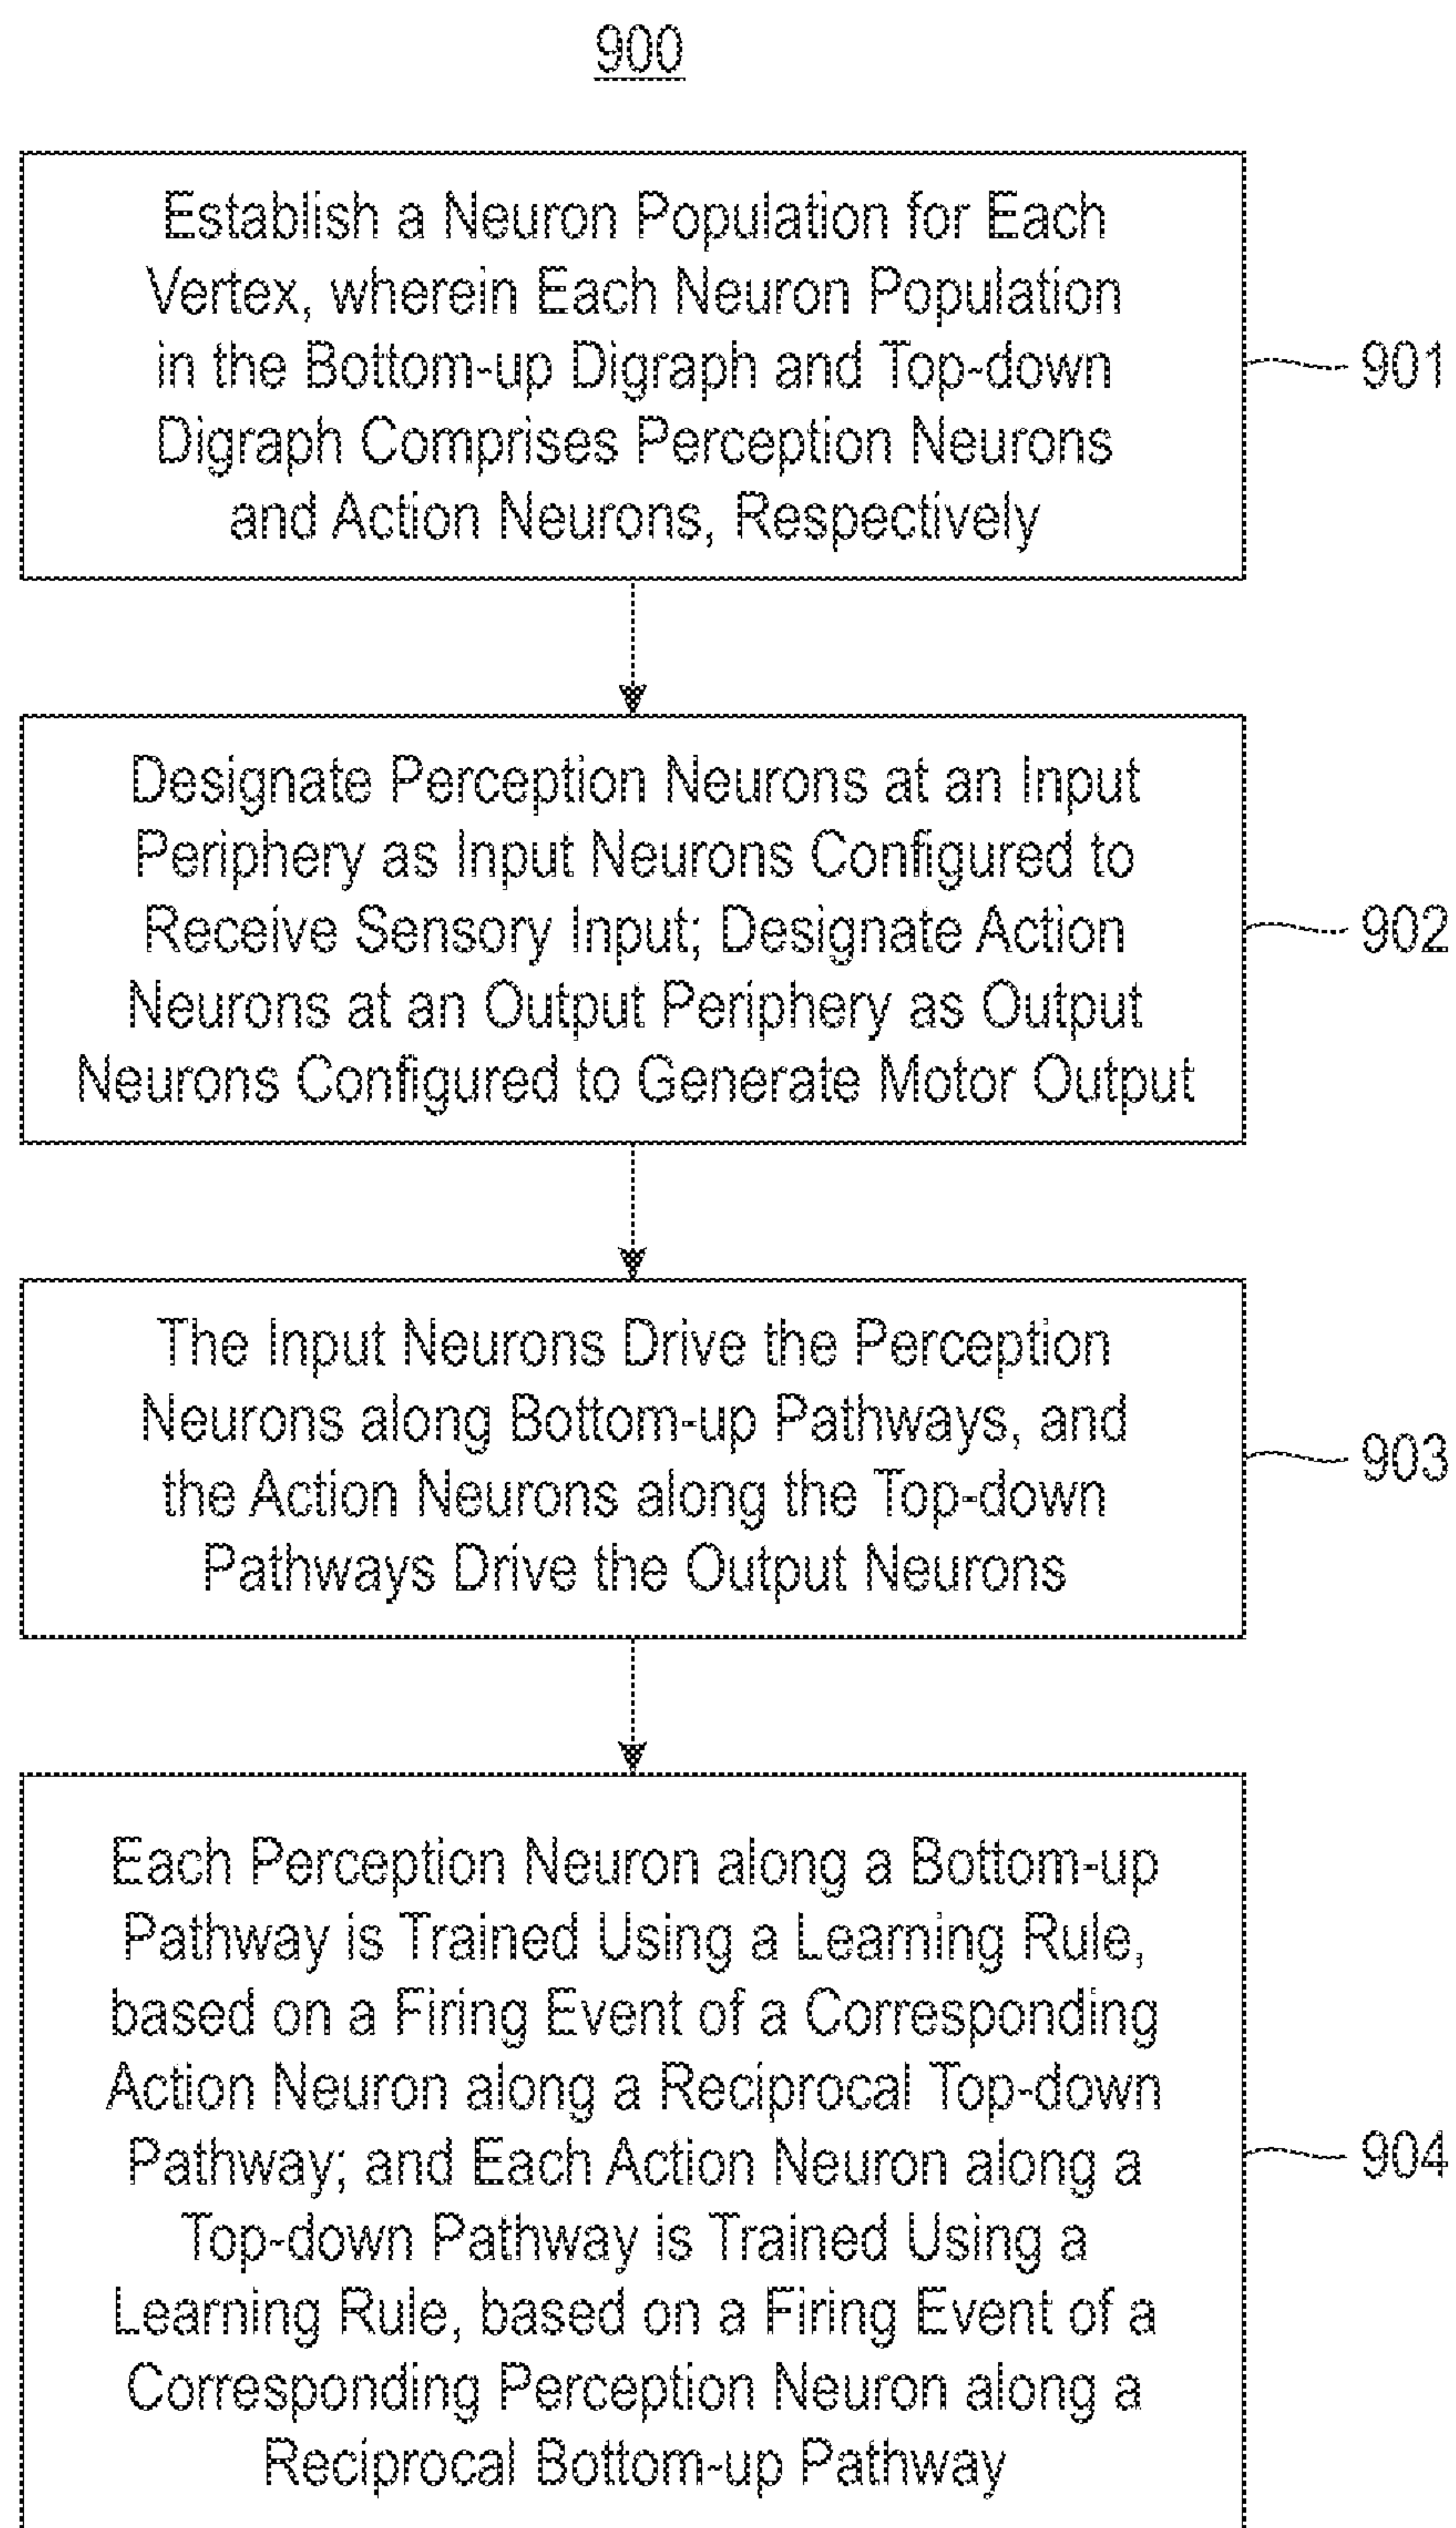 900
Establish a Neuron Population for Each
Vertex, wherein Each Neuron Population
in the Bottom-up Digraph and Top-down
Digraph Comprises Perception Neurons
and Action Neurons, Respectively
901
Designate Perception Neurons at an Input
Periphery as Input Neurons Configured to
Receive Sensory Input; Designate Action
Neurons at an Output Periphery as Output
Neurons Configured to Generate Motor Output
902
The Input Neurons Drive the Perception
Neurons along Bottom-up Pathways, and
the Action Neurons along the Top-down
Pathways Drive the Output Neurons
903
Each Perception Neuron along a Bottom-up
Pathway is Trained Using a Learning Rule,
based on a Firing Event of a Corresponding
Action Neuron along a Reciprocal Top-down
Pathway; and Each Action Neuron along a
Top-down Pathway is Trained Using a
Learning Rule, based on a Firing Event of a
Corresponding Perception Neuron along a
Reciprocal Bottom-up Pathway
904